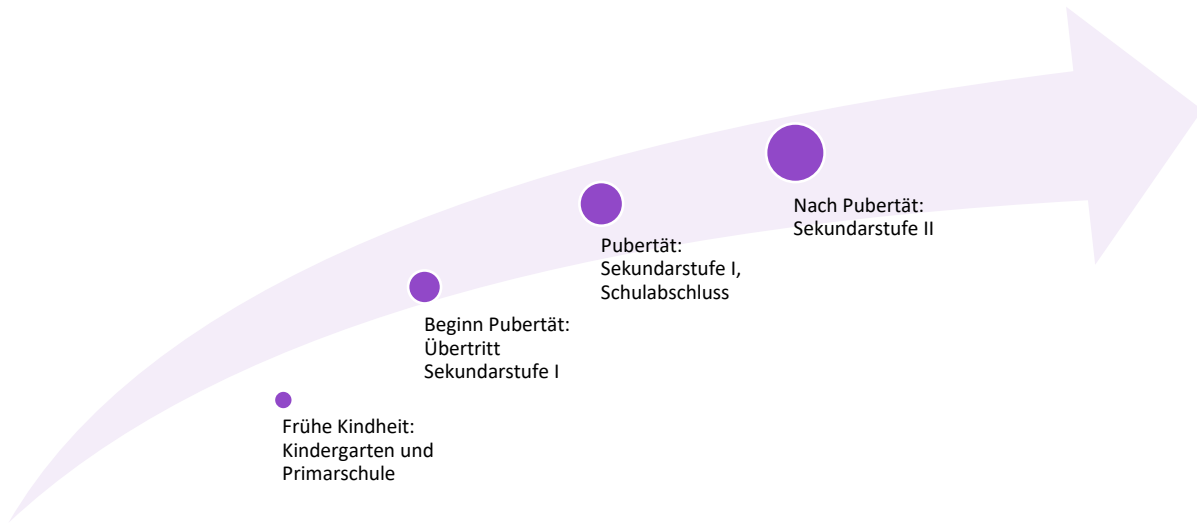 Frühe Kindheit:
Kindergarten und
Primarschule
Beginn Pubertät:
Übertritt
Sekundarstufe I
Pubertät:
Sekundarstufe I,
Schulabschluss
Nach Pubertät:
Sekundarstufe II